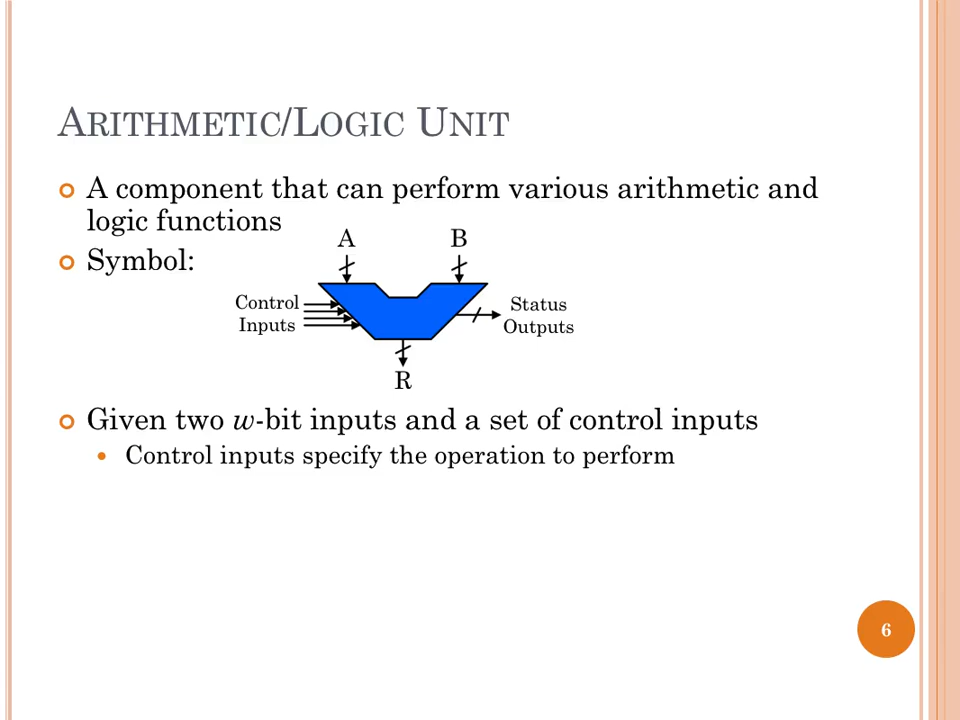 ARITHMETIC/LOGIC UNIT
A component that can perform various arithmetic and
logic functions
Symbol:
A
B
Control
Inputs
Status
Outputs
R
Given two w-bit inputs and a set of control inputs
Control inputs specify the operation to perform
6